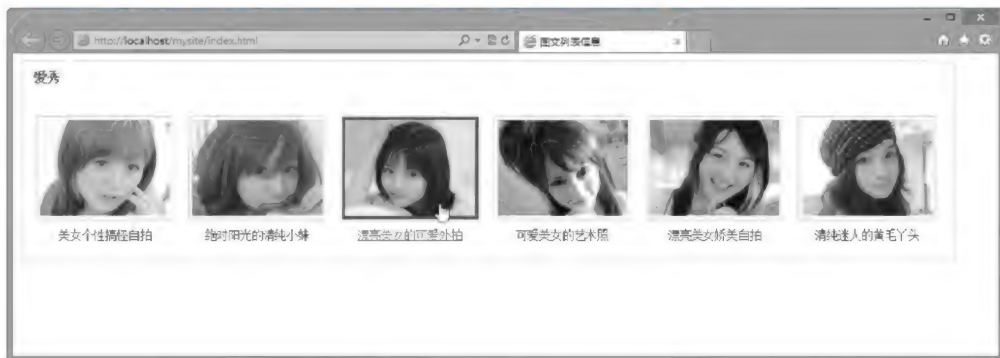 http://localhost/mysite/index.html
图文列表信息
爱秀
美女个性搞怪自拍
绝对阳光的清纯小妹
漂亮美女的可爱外拍
可爱美女的艺术照
漂亮美女娇美自拍
清纯迷人的黄毛丫头